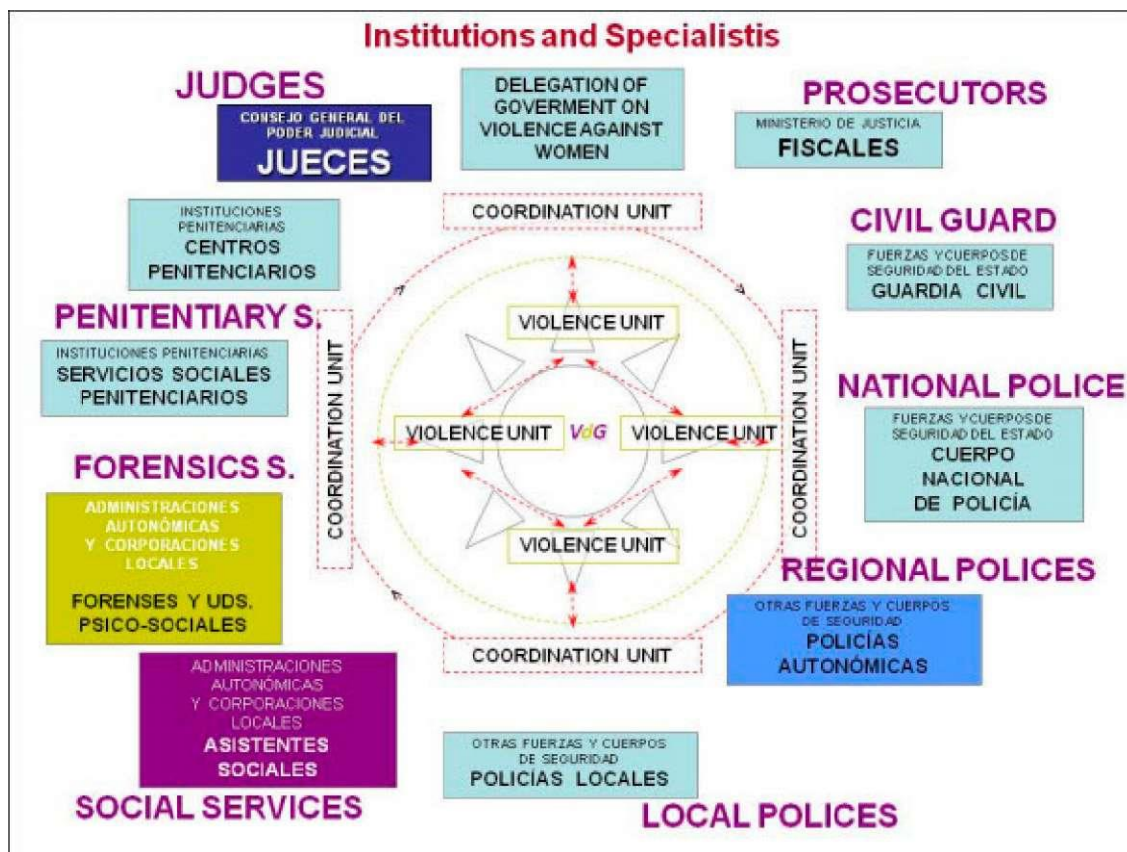 Institutions and Specialistis
JUDGES
CONSEJO GENERAL DEL
PODER JUDICIAL
JUECES
DELEGATION OF
GOVERMENT ON
VIOLENCE AGAINST
WOMEN
PROSECUTORS
MINISTERIO DE JUSTICIA
FISCALES
INSTITUCIONES
PENITENCIARIAS
CENTROS
PENITENCIARIOS
COORDINATION UNIT
CIVIL GUARD
FUERZAS Y CUERPOS DE
SEGURIDAD DEL ESTADO
GUARDIA CIVIL
PENITENTIARY S.
INSTITUCIONES PENITENCIARIAS
SERVICIOS SOCIALES
PENITENCIARIOS
COORDINATION UNIT
VIOLENCE UNIT
VIOLENCE UNIT
VdG
VIOLENCE UNIT
VIOLENCE UNIT
COORDINATION UNIT
NATIONAL POLICE
FUERZAS Y CUERPOS DE
SEGURIDAD DEL ESTADO
CUERPO
NACIONAL
DE POLICÍA
FORENSICS S.
ADMINISTRACIONES
AUTONÓMICAS
Y CORPORACIONES
LOCALES
FORENSES Y UDS.
PSICO-SOCIALES
REGIONAL POLICES
OTRAS FUERZAS Y CUERPOS
DE SEGURIDAD
POLICÍAS
AUTONÓMICAS
COORDINATION UNIT
ADMINISTRACIONES
AUTONÓMICAS
Y CORPORACIONES
LOCALES
ASISTENTES
SOCIALES
SOCIAL SERVICES
OTRAS FUERZAS Y CUERPOS
DE SEGURIDAD
POLICÍAS LOCALES
LOCAL POLICES